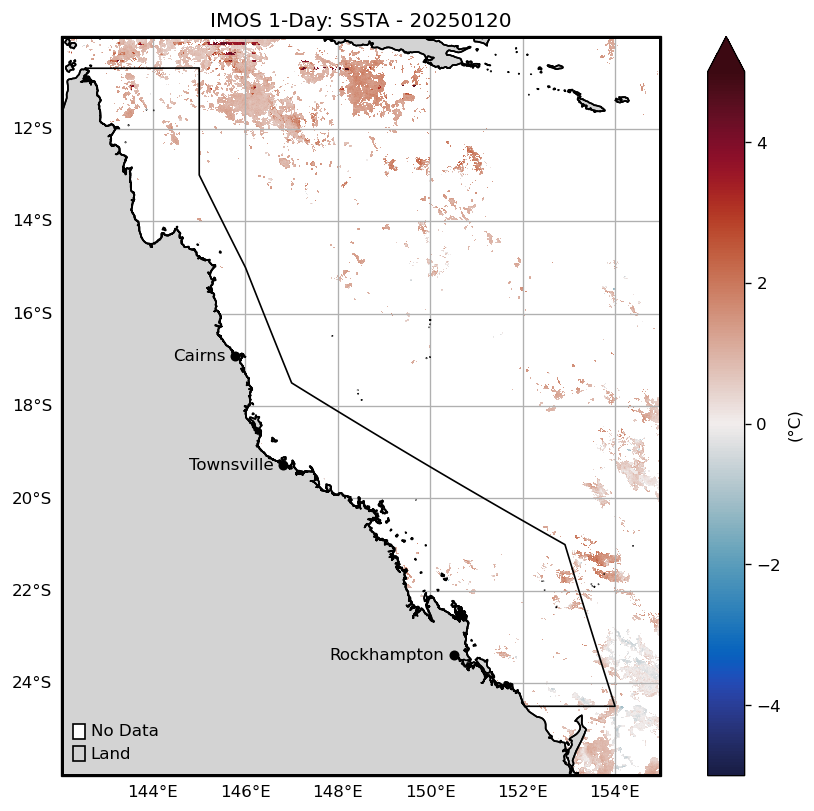 IMOS 1-Day: SSTA - 20250120
12°S
14°S
16°S
18°S
20°S
22°S
24°S
Cairns
Townsville
Rockhampton
No Data
Land
144°E
146°E
148°E
150°E
152°E
154°E
4
2
0
−2
−4
(°C)